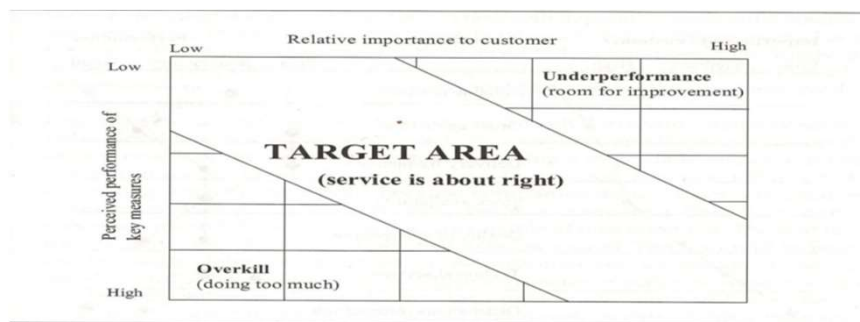 Relative importance to customer
Low
High
Low
Underperformance
(room for improvement)
Perceived performance of
key measures
TARGET AREA
(service is about right)
Overkill
(doing too much)
High